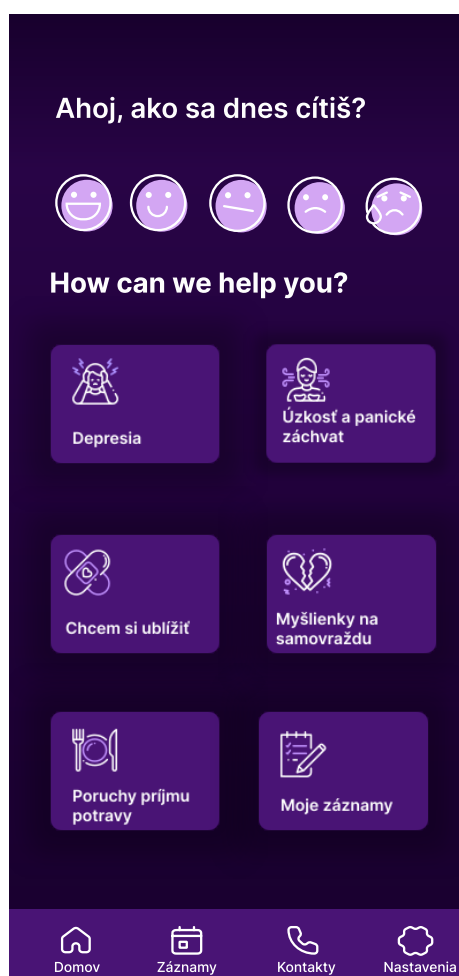 Ahoj, ako sa dnes cítiš?
How can we help you?
Depresia
Úzkosť a panické
záchvat
Chcem si ublížiť
Myšlienky na
samovraždu
Poruchy príjmu
potravy
Moje záznamy
Domov
Záznamy
Kontakty
Nastavenia